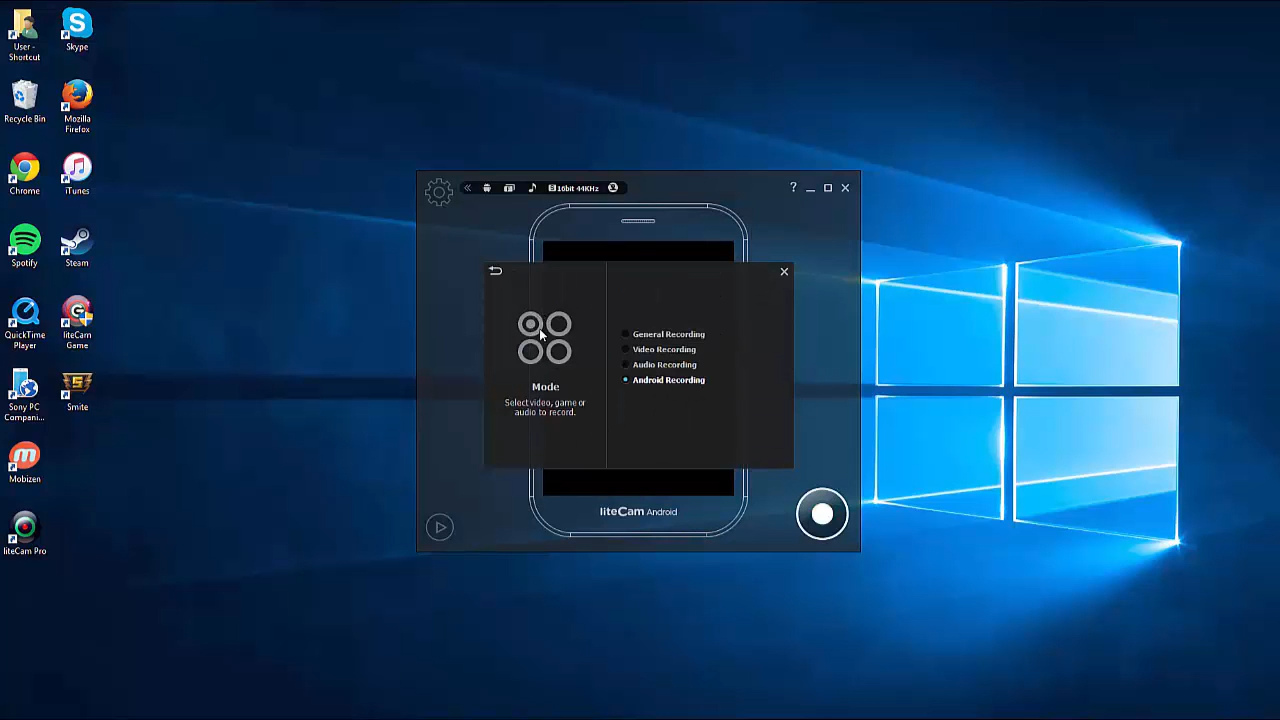 User -
Shortcut
Skype
Recycle Bin
Mozilla
Firefox
Chrome
iTunes
Spotify
Steam
QuickTime
Player
liteCam
Game
Sony PC
Compani...
Smite
Mobizen
liteCam Pro
16bit 44KHz
?
General Recording
Video Recording
Audio Recording
Android Recording
Mode
Select video, game or
audio to record.
liteCam Android